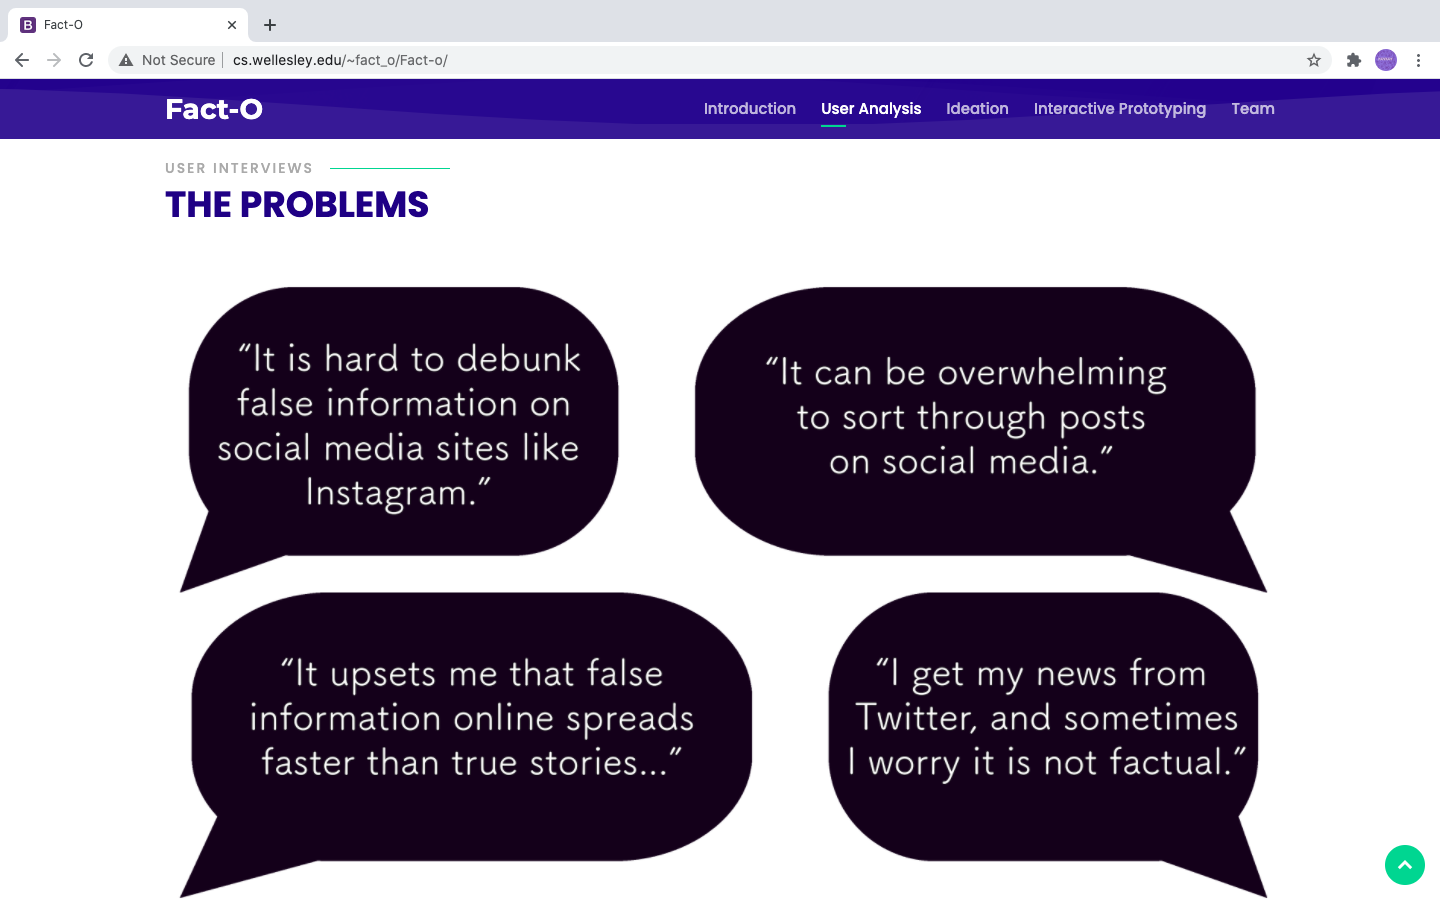 Fact-O
Not Secure
cs.wellesley.edu/~fact_o/Fact-o/
Fact-O
Introduction
User Analysis
Ideation
Interactive Prototyping
Team
USER INTERVIEWS
THE PROBLEMS
“It is hard to debunk
false information on
social media sites like
Instagram.”
“It can be overwhelming
to sort through posts
on social media.”
“It upsets me that false
information online spreads
faster than true stories...”
“I get my news from
Twitter, and sometimes
I worry it is not factual.”